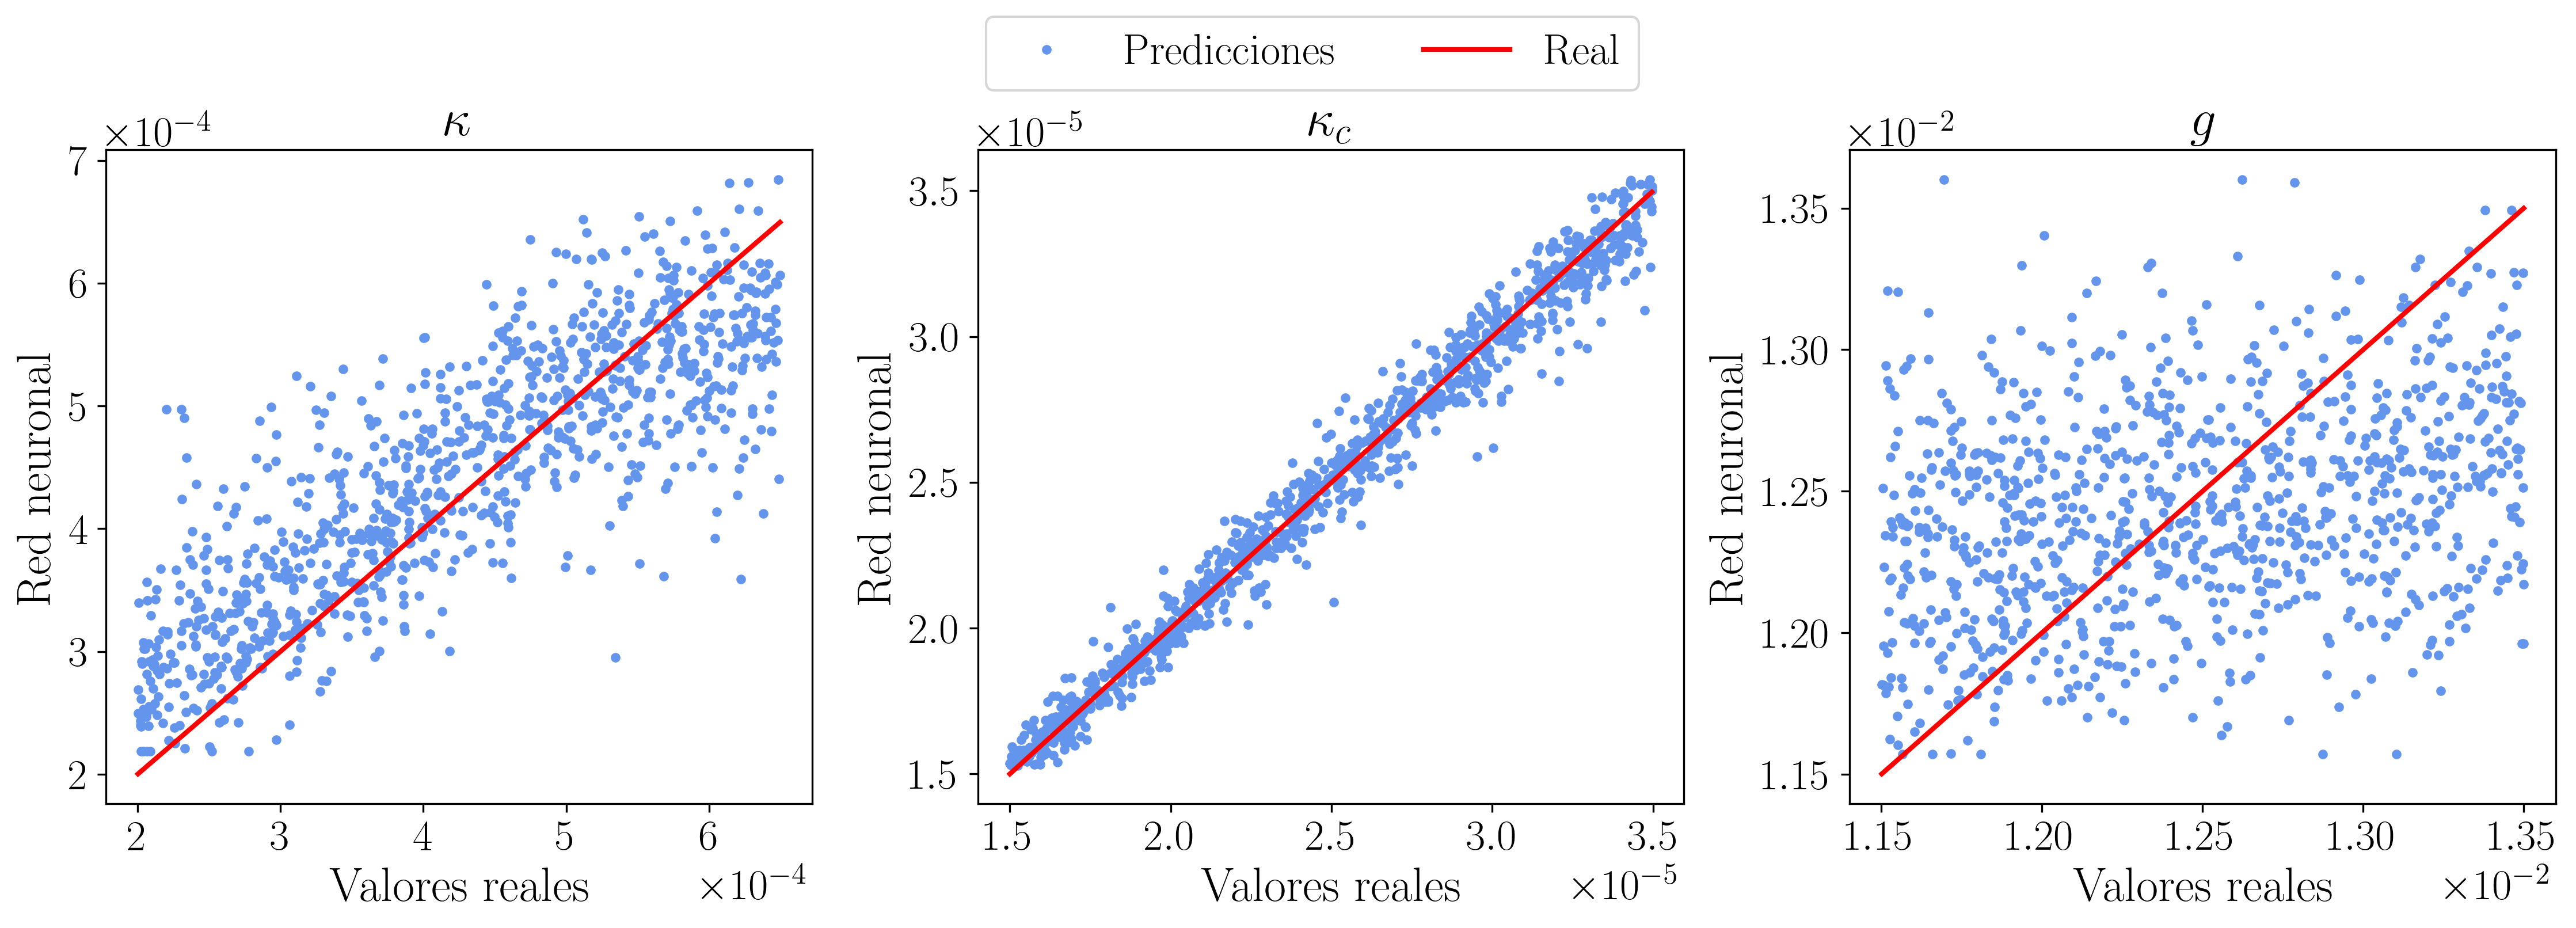 Predicciones Real
κ
×10⁻⁴
7
6
5
4
3
2
Red neuronal
2 3 4 5 6
Valores reales ×10⁻⁴
κ_c
×10⁻⁵
3.5
3.0
2.5
2.0
1.5
Red neuronal
1.5 2.0 2.5 3.0 3.5
Valores reales ×10⁻⁵
g
×10⁻²
1.35
1.30
1.25
1.20
1.15
Red neuronal
1.15 1.20 1.25 1.30 1.35
Valores reales ×10⁻²